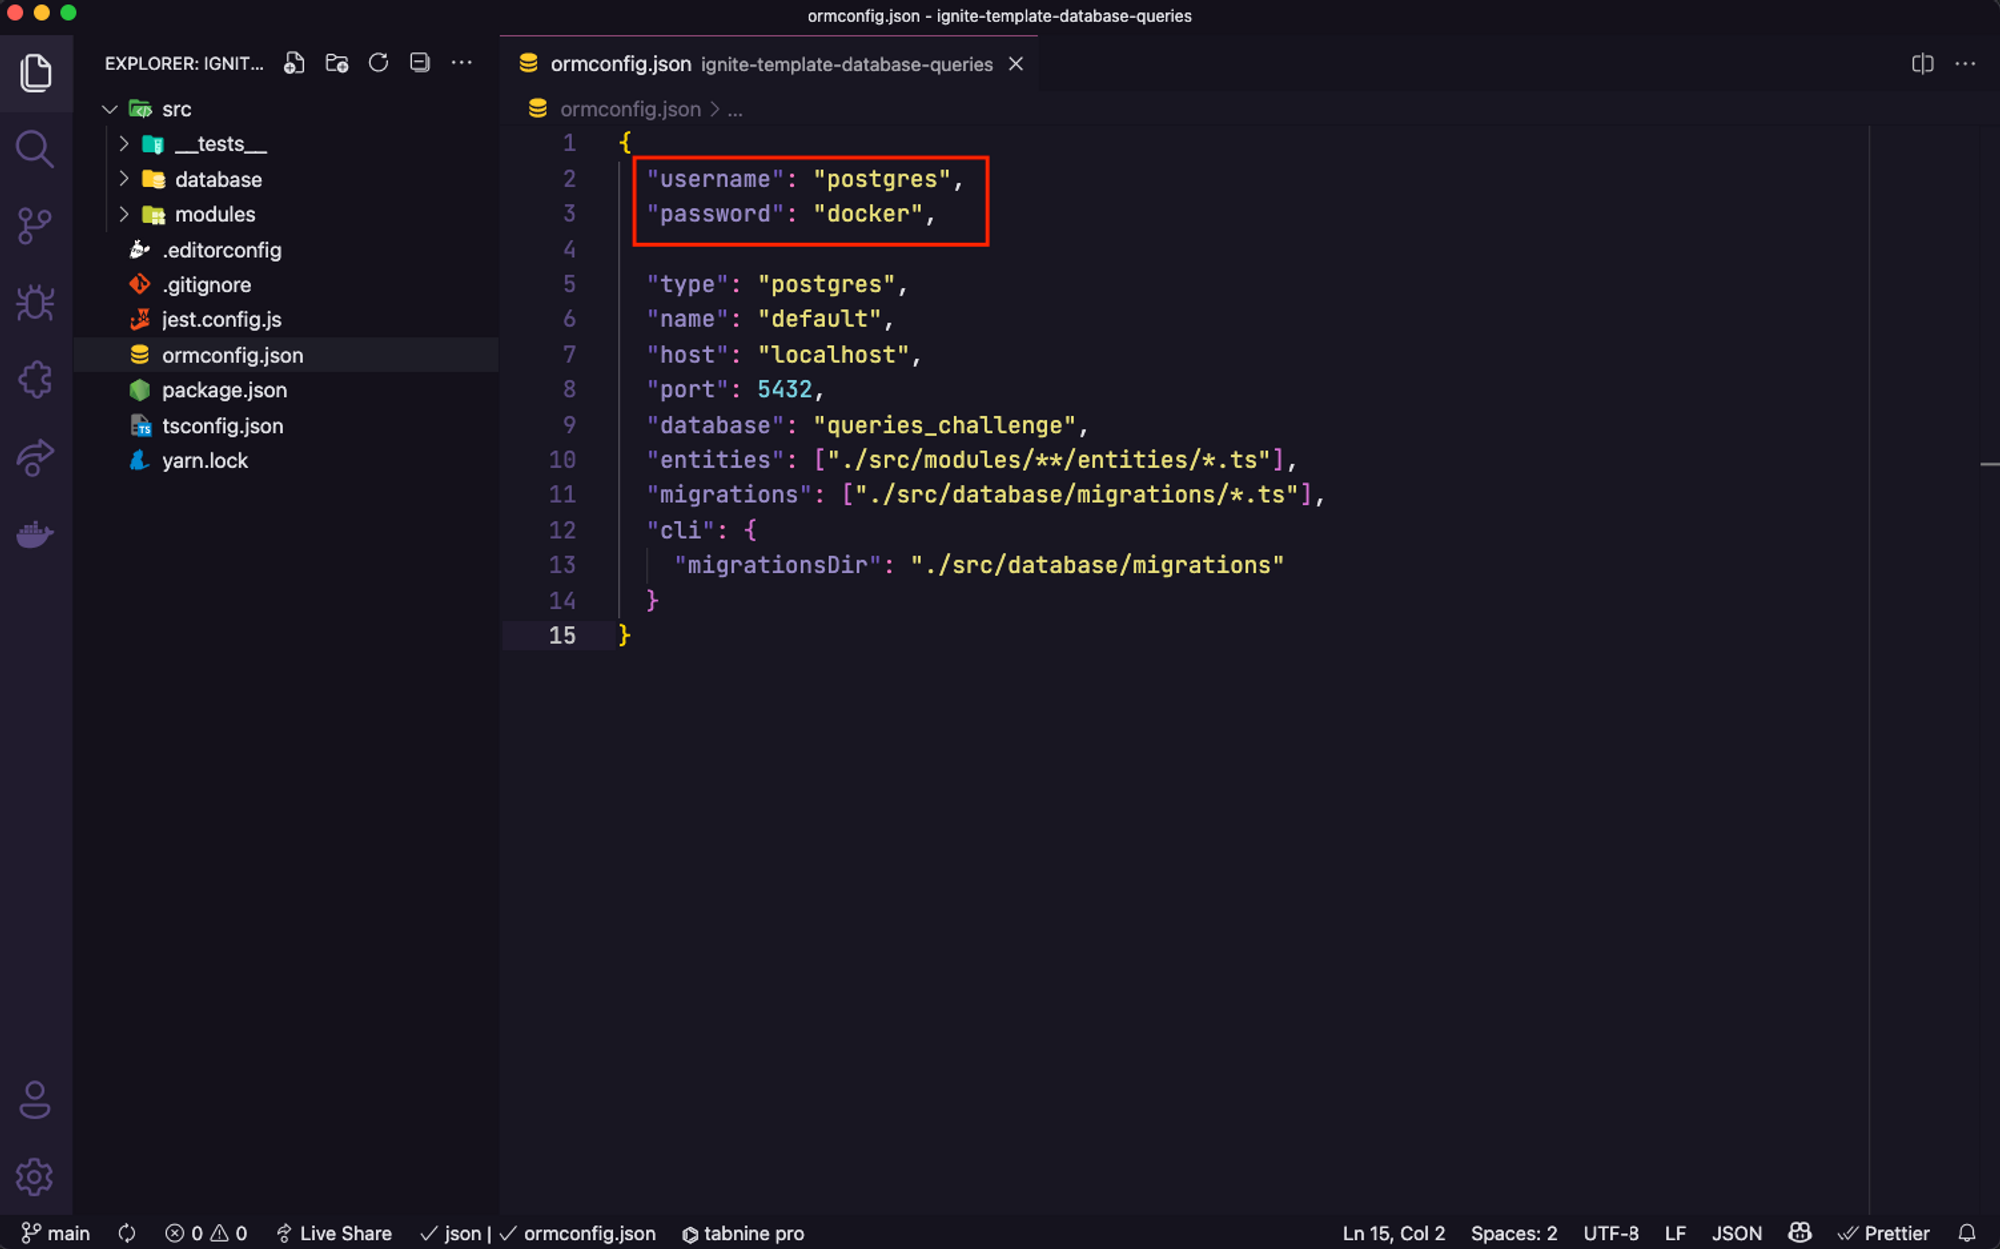 ormconfig.json - ignite-template-database-queries
EXPLORER: IGNIT...
src
__tests__
database
modules
.editorconfig
.gitignore
jest.config.js
ormconfig.json
package.json
tsconfig.json
yarn.lock
ormconfig.json ignite-template-database-queries
ormconfig.json > ...
1 {
2 "username": "postgres",
3 "password": "docker",
4
5 "type": "postgres",
6 "name": "default",
7 "host": "localhost",
8 "port": 5432,
9 "database": "queries_challenge",
10 "entities": ["./src/modules/**/entities/*.ts"],
11 "migrations": ["./src/database/migrations/*.ts"],
12 "cli": {
13 "migrationsDir": "./src/database/migrations"
14 }
15 }
main 0 0 Live Share json | ormconfig.json tabnine pro Ln 15, Col 2 Spaces: 2 UTF-8 LF JSON Prettier